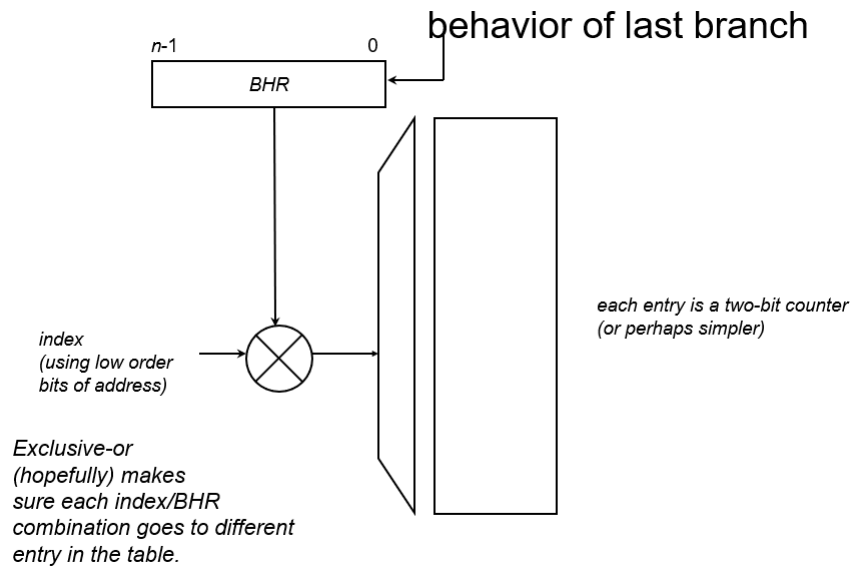 behavior of last branch
n-1 0
BHR
each entry is a two-bit counter
(or perhaps simpler)
index
(using low order
bits of address)
Exclusive-or
(hopefully) makes
sure each index/BHR
combination goes to different
entry in the table.